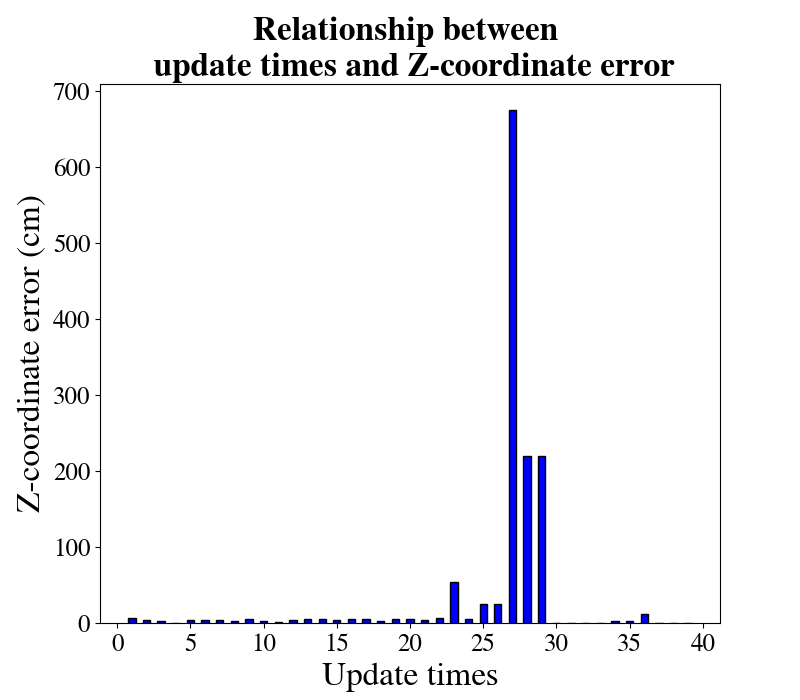 Relationship between
update times and Z-coordinate error
Z-coordinate error (cm)
700
600
500
400
300
200
100
0
0 5 10 15 20 25 30 35 40
Update times